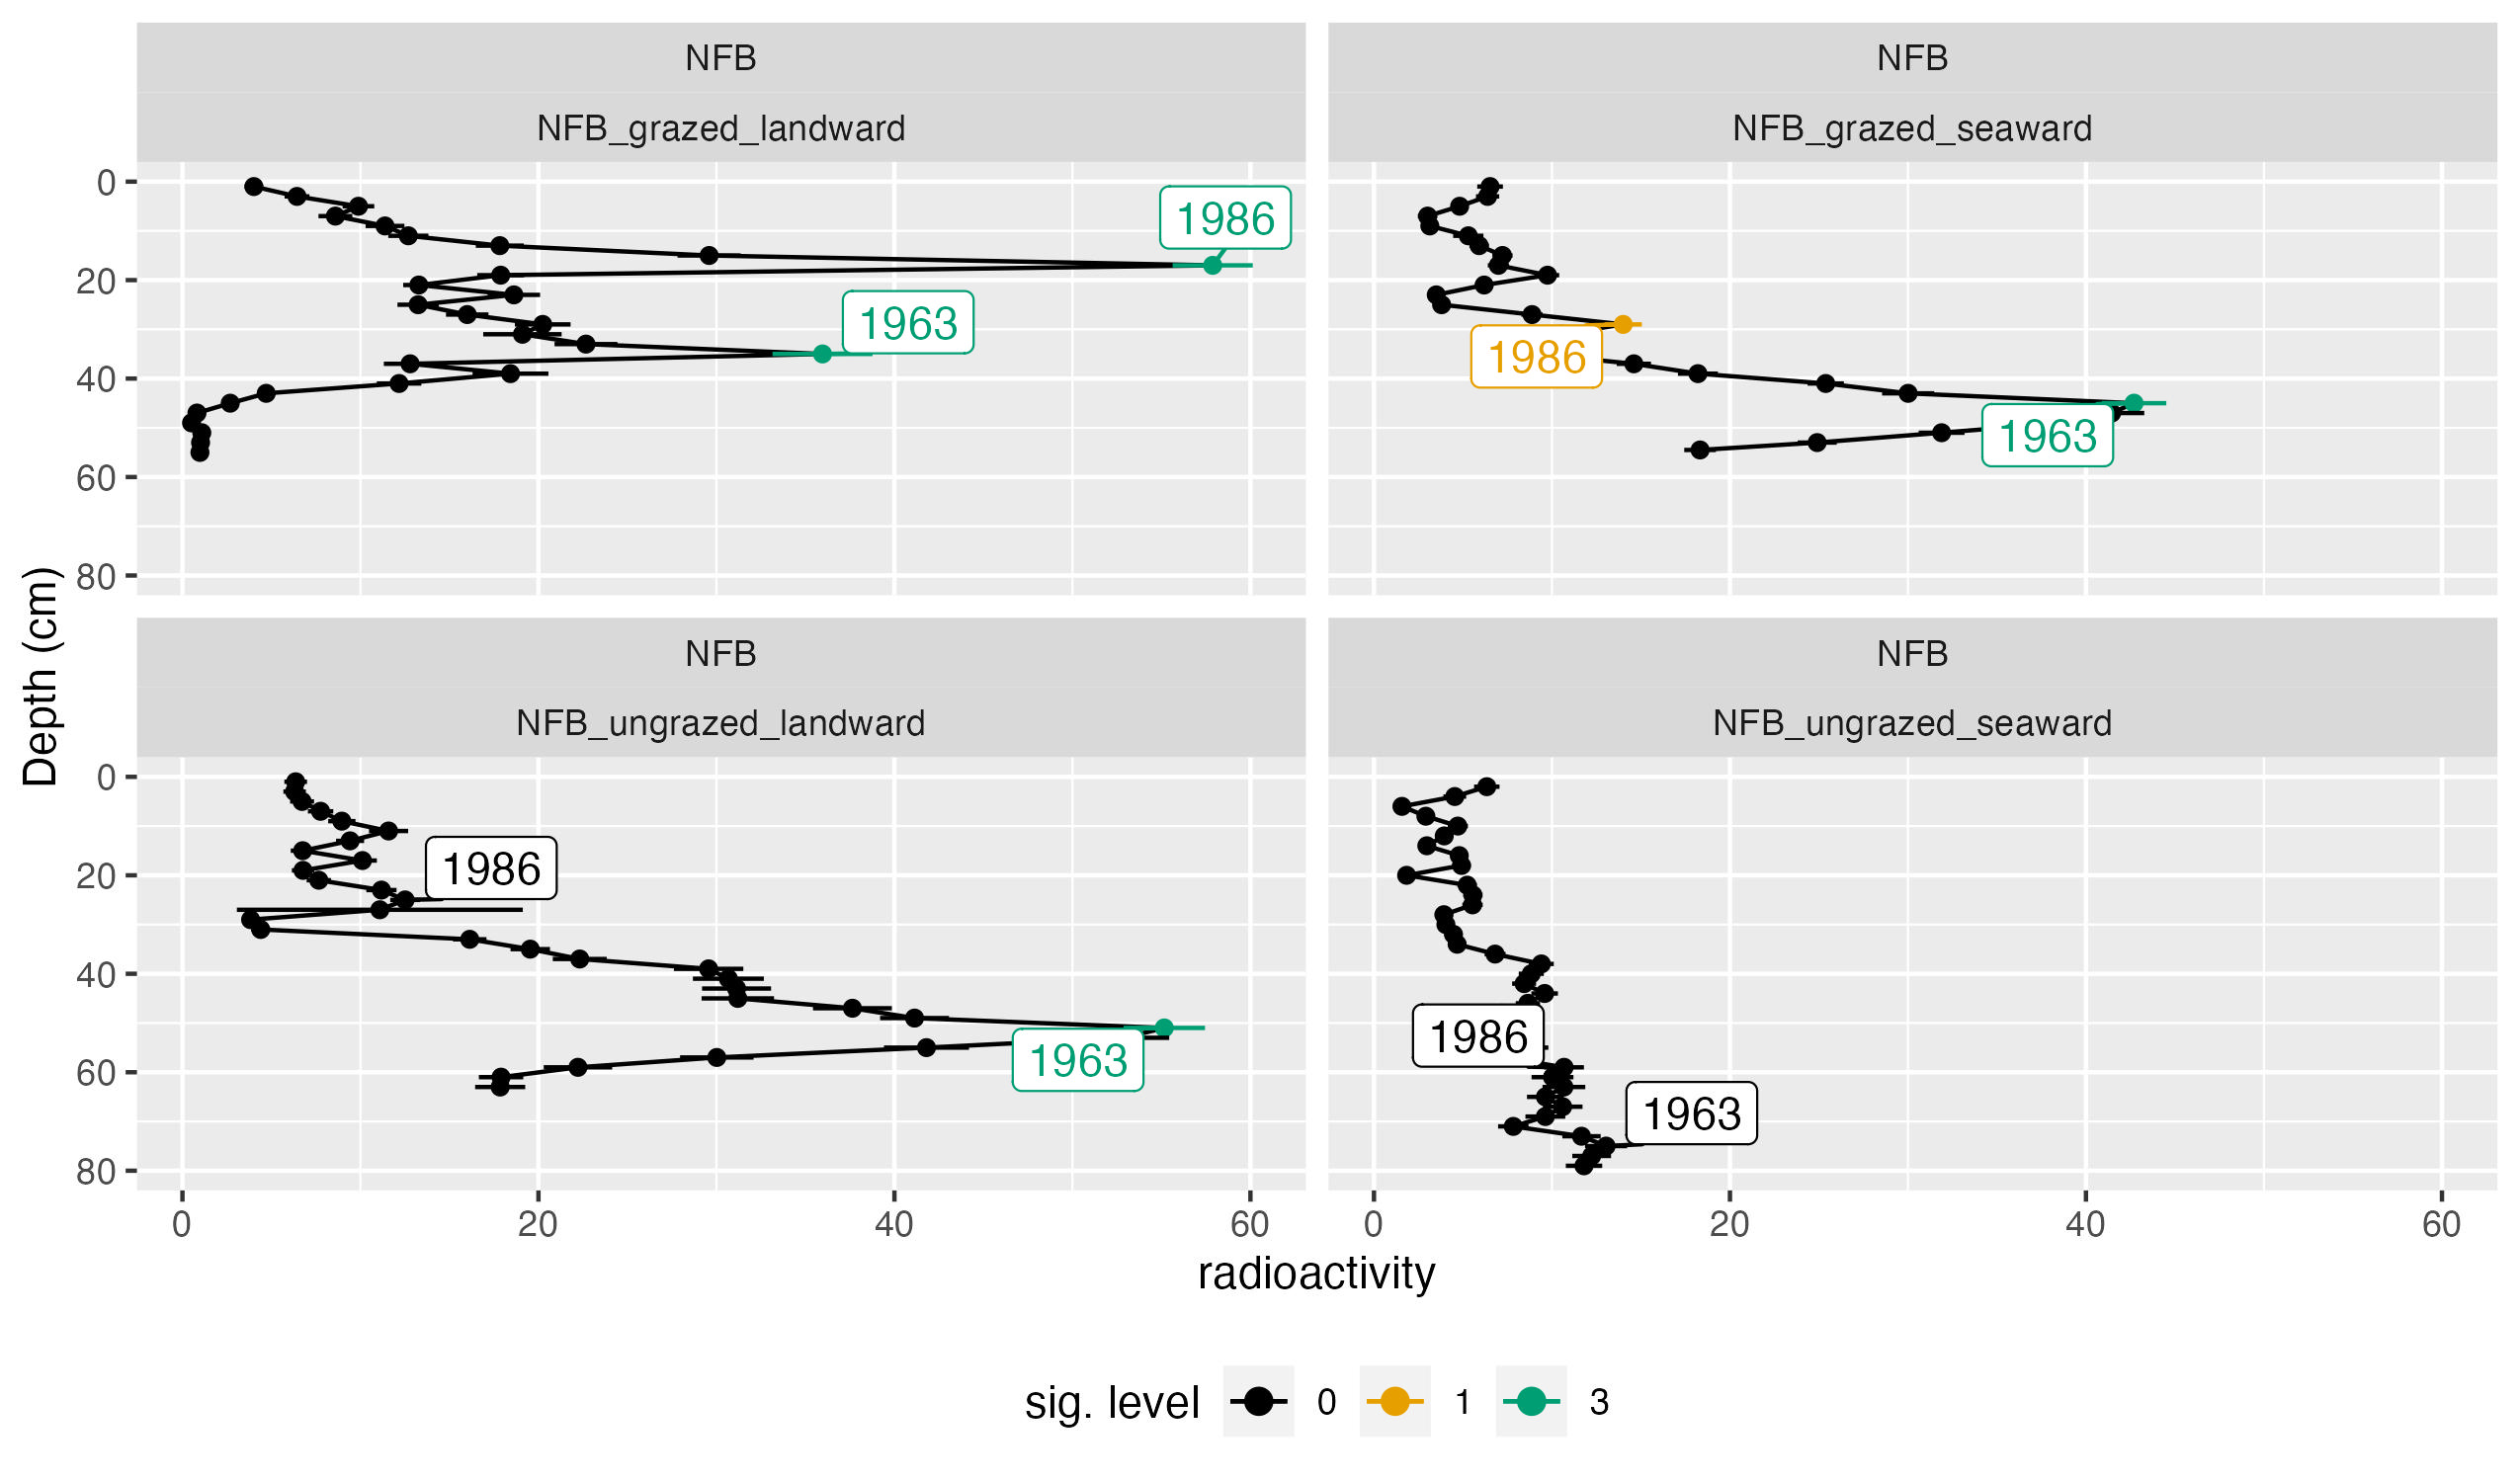 NFB
NFB_grazed_landward
NFB
NFB_grazed_seaward
0
20
40
60
80
1986
1963
1986
1963
Depth (cm)
NFB
NFB_ungrazed_landward
NFB
NFB_ungrazed_seaward
0
20
40
60
80
1986
1963
1986
1963
0 20 40 60
0 20 40 60
radioactivity
sig. level 0 1 3